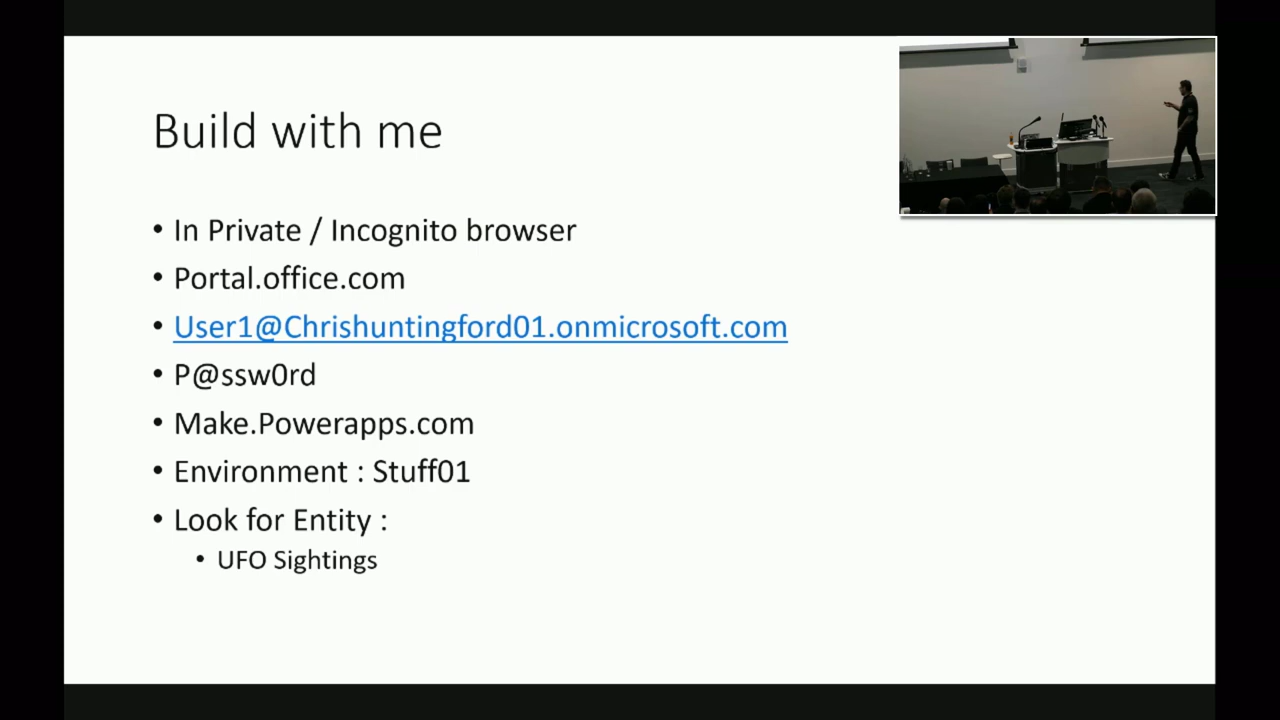 Build with me
• In Private / Incognito browser
• Portal.office.com
• User1@Chrishuntingford01.onmicrosoft.com
• P@ssw0rd
• Make.Powerapps.com
• Environment : Stuff01
• Look for Entity :
• UFO Sightings